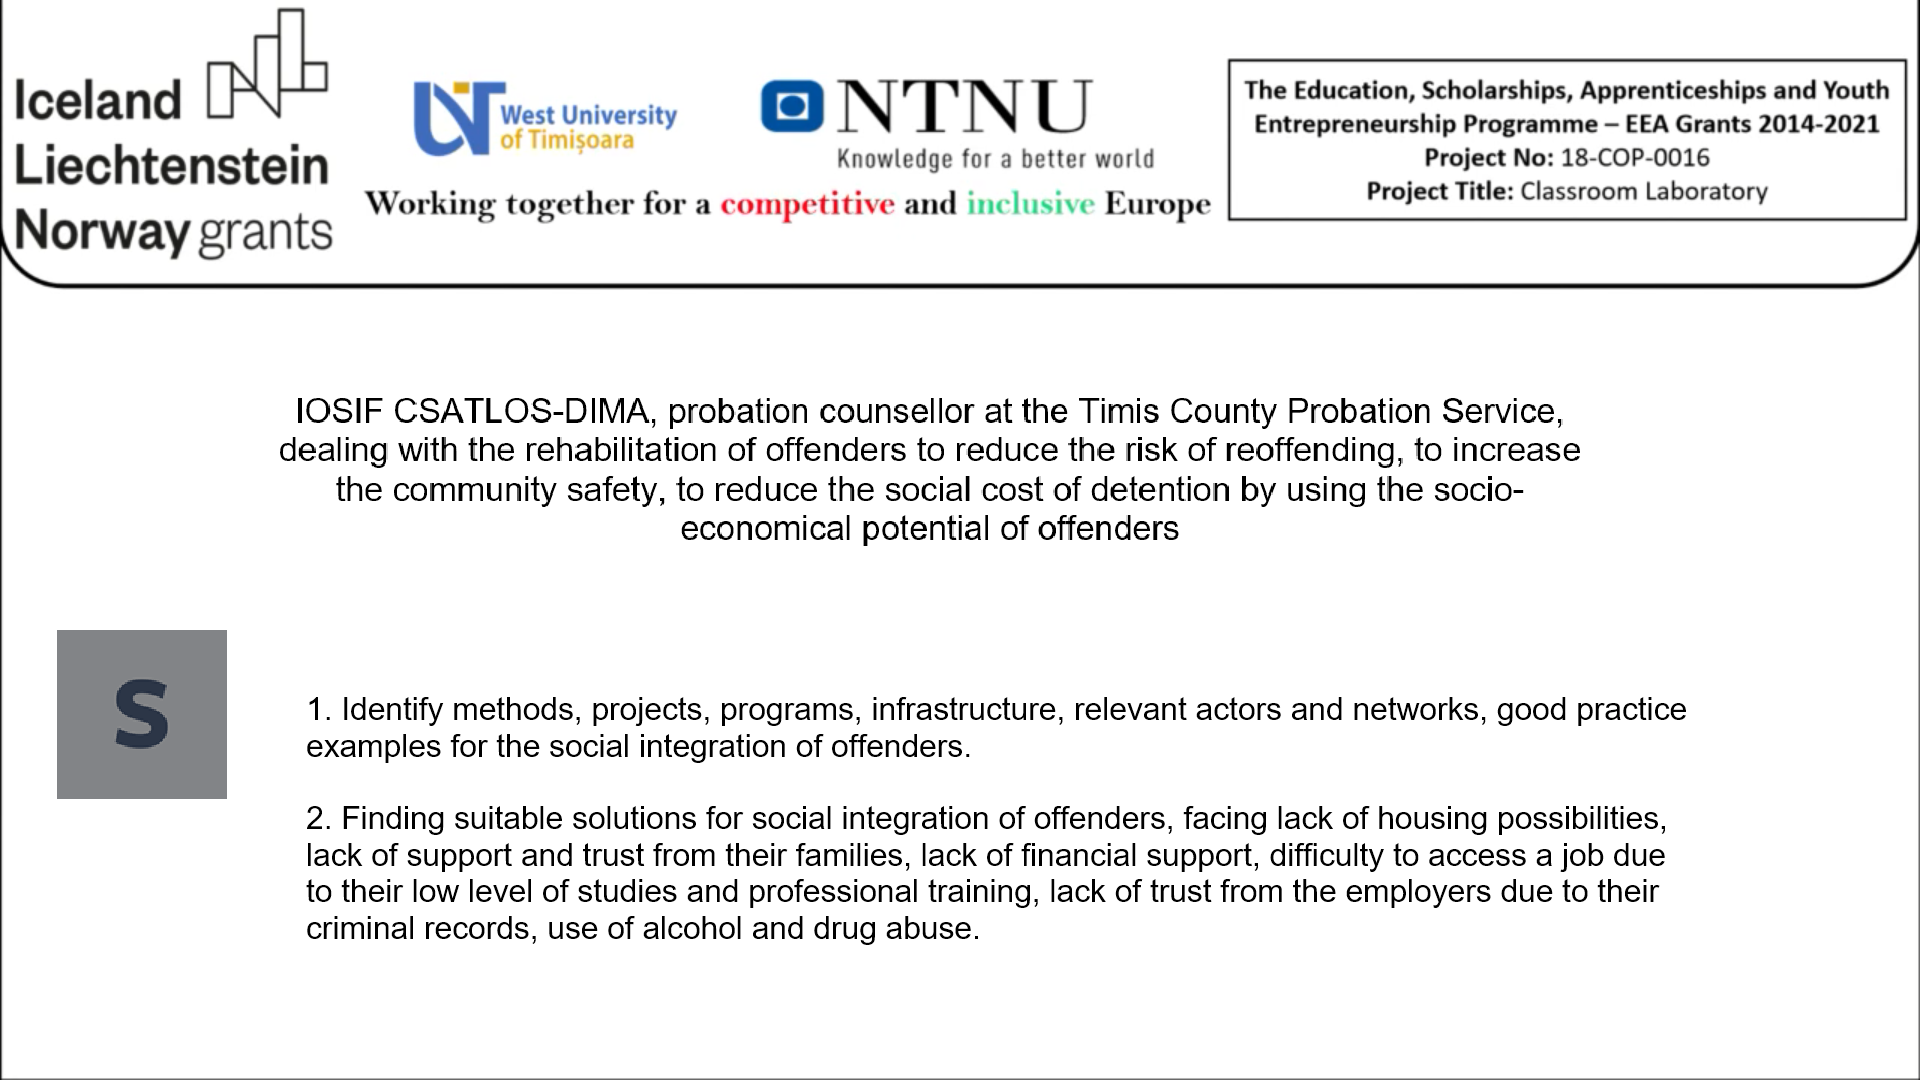 Iceland
Liechtenstein
Norway grants
UVT West University
of Timișoara
NTNU
Knowledge for a better world
Working together for a competitive and inclusive Europe
The Education, Scholarships, Apprenticeships and Youth
Entrepreneurship Programme – EEA Grants 2014-2021
Project No: 18-COP-0016
Project Title: Classroom Laboratory
IOSIF CSATLOS-DIMA, probation counsellor at the Timis County Probation Service,
dealing with the rehabilitation of offenders to reduce the risk of reoffending, to increase
the community safety, to reduce the social cost of detention by using the socio-
economical potential of offenders
S
1. Identify methods, projects, programs, infrastructure, relevant actors and networks, good practice
examples for the social integration of offenders.
2. Finding suitable solutions for social integration of offenders, facing lack of housing possibilities,
lack of support and trust from their families, lack of financial support, difficulty to access a job due
to their low level of studies and professional training, lack of trust from the employers due to their
criminal records, use of alcohol and drug abuse.